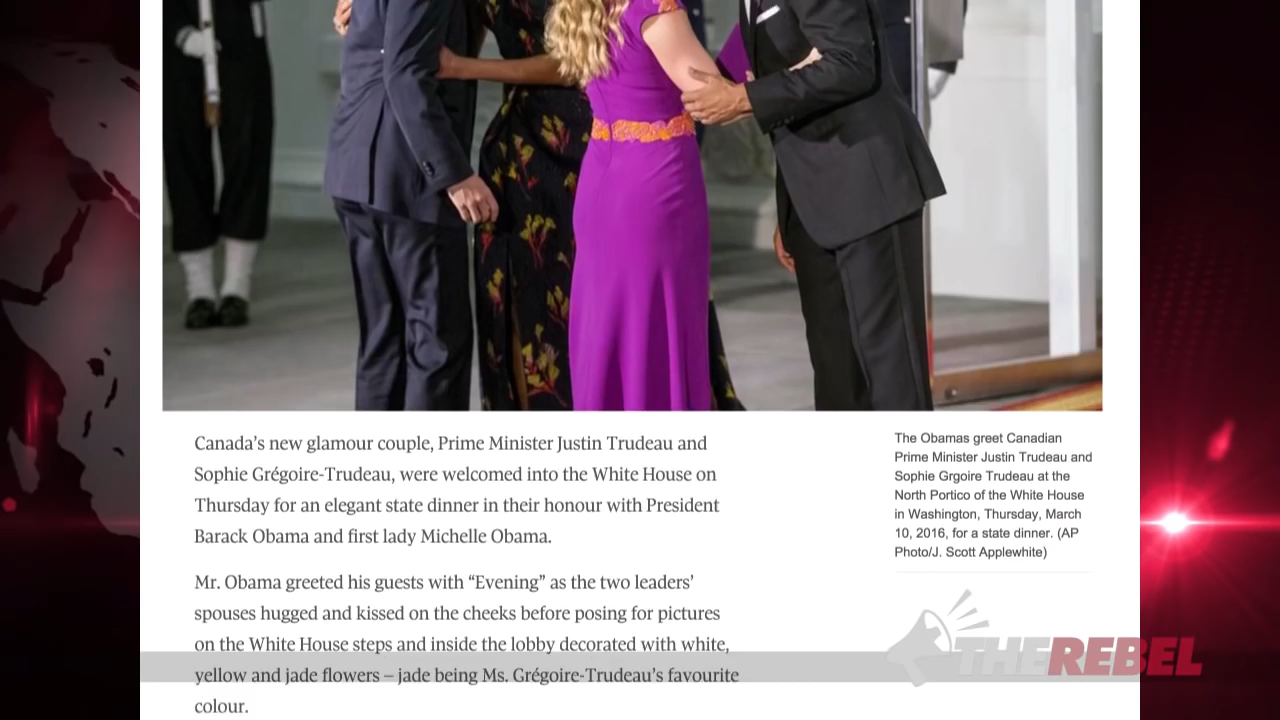 Canada’s new glamour couple, Prime Minister Justin Trudeau and
Sophie Grégoire-Trudeau, were welcomed into the White House on
Thursday for an elegant state dinner in their honour with President
Barack Obama and first lady Michelle Obama.
Mr. Obama greeted his guests with “Evening” as the two leaders’
spouses hugged and kissed on the cheeks before posing for pictures
on the White House steps and inside the lobby decorated with white,
yellow and jade flowers – jade being Ms. Grégoire-Trudeau’s favourite
colour.
The Obamas greet Canadian
Prime Minister Justin Trudeau and
Sophie Grgoire Trudeau at the
North Portico of the White House
in Washington, Thursday, March
10, 2016, for a state dinner. (AP
Photo/J. Scott Applewhite)
THEREBEL